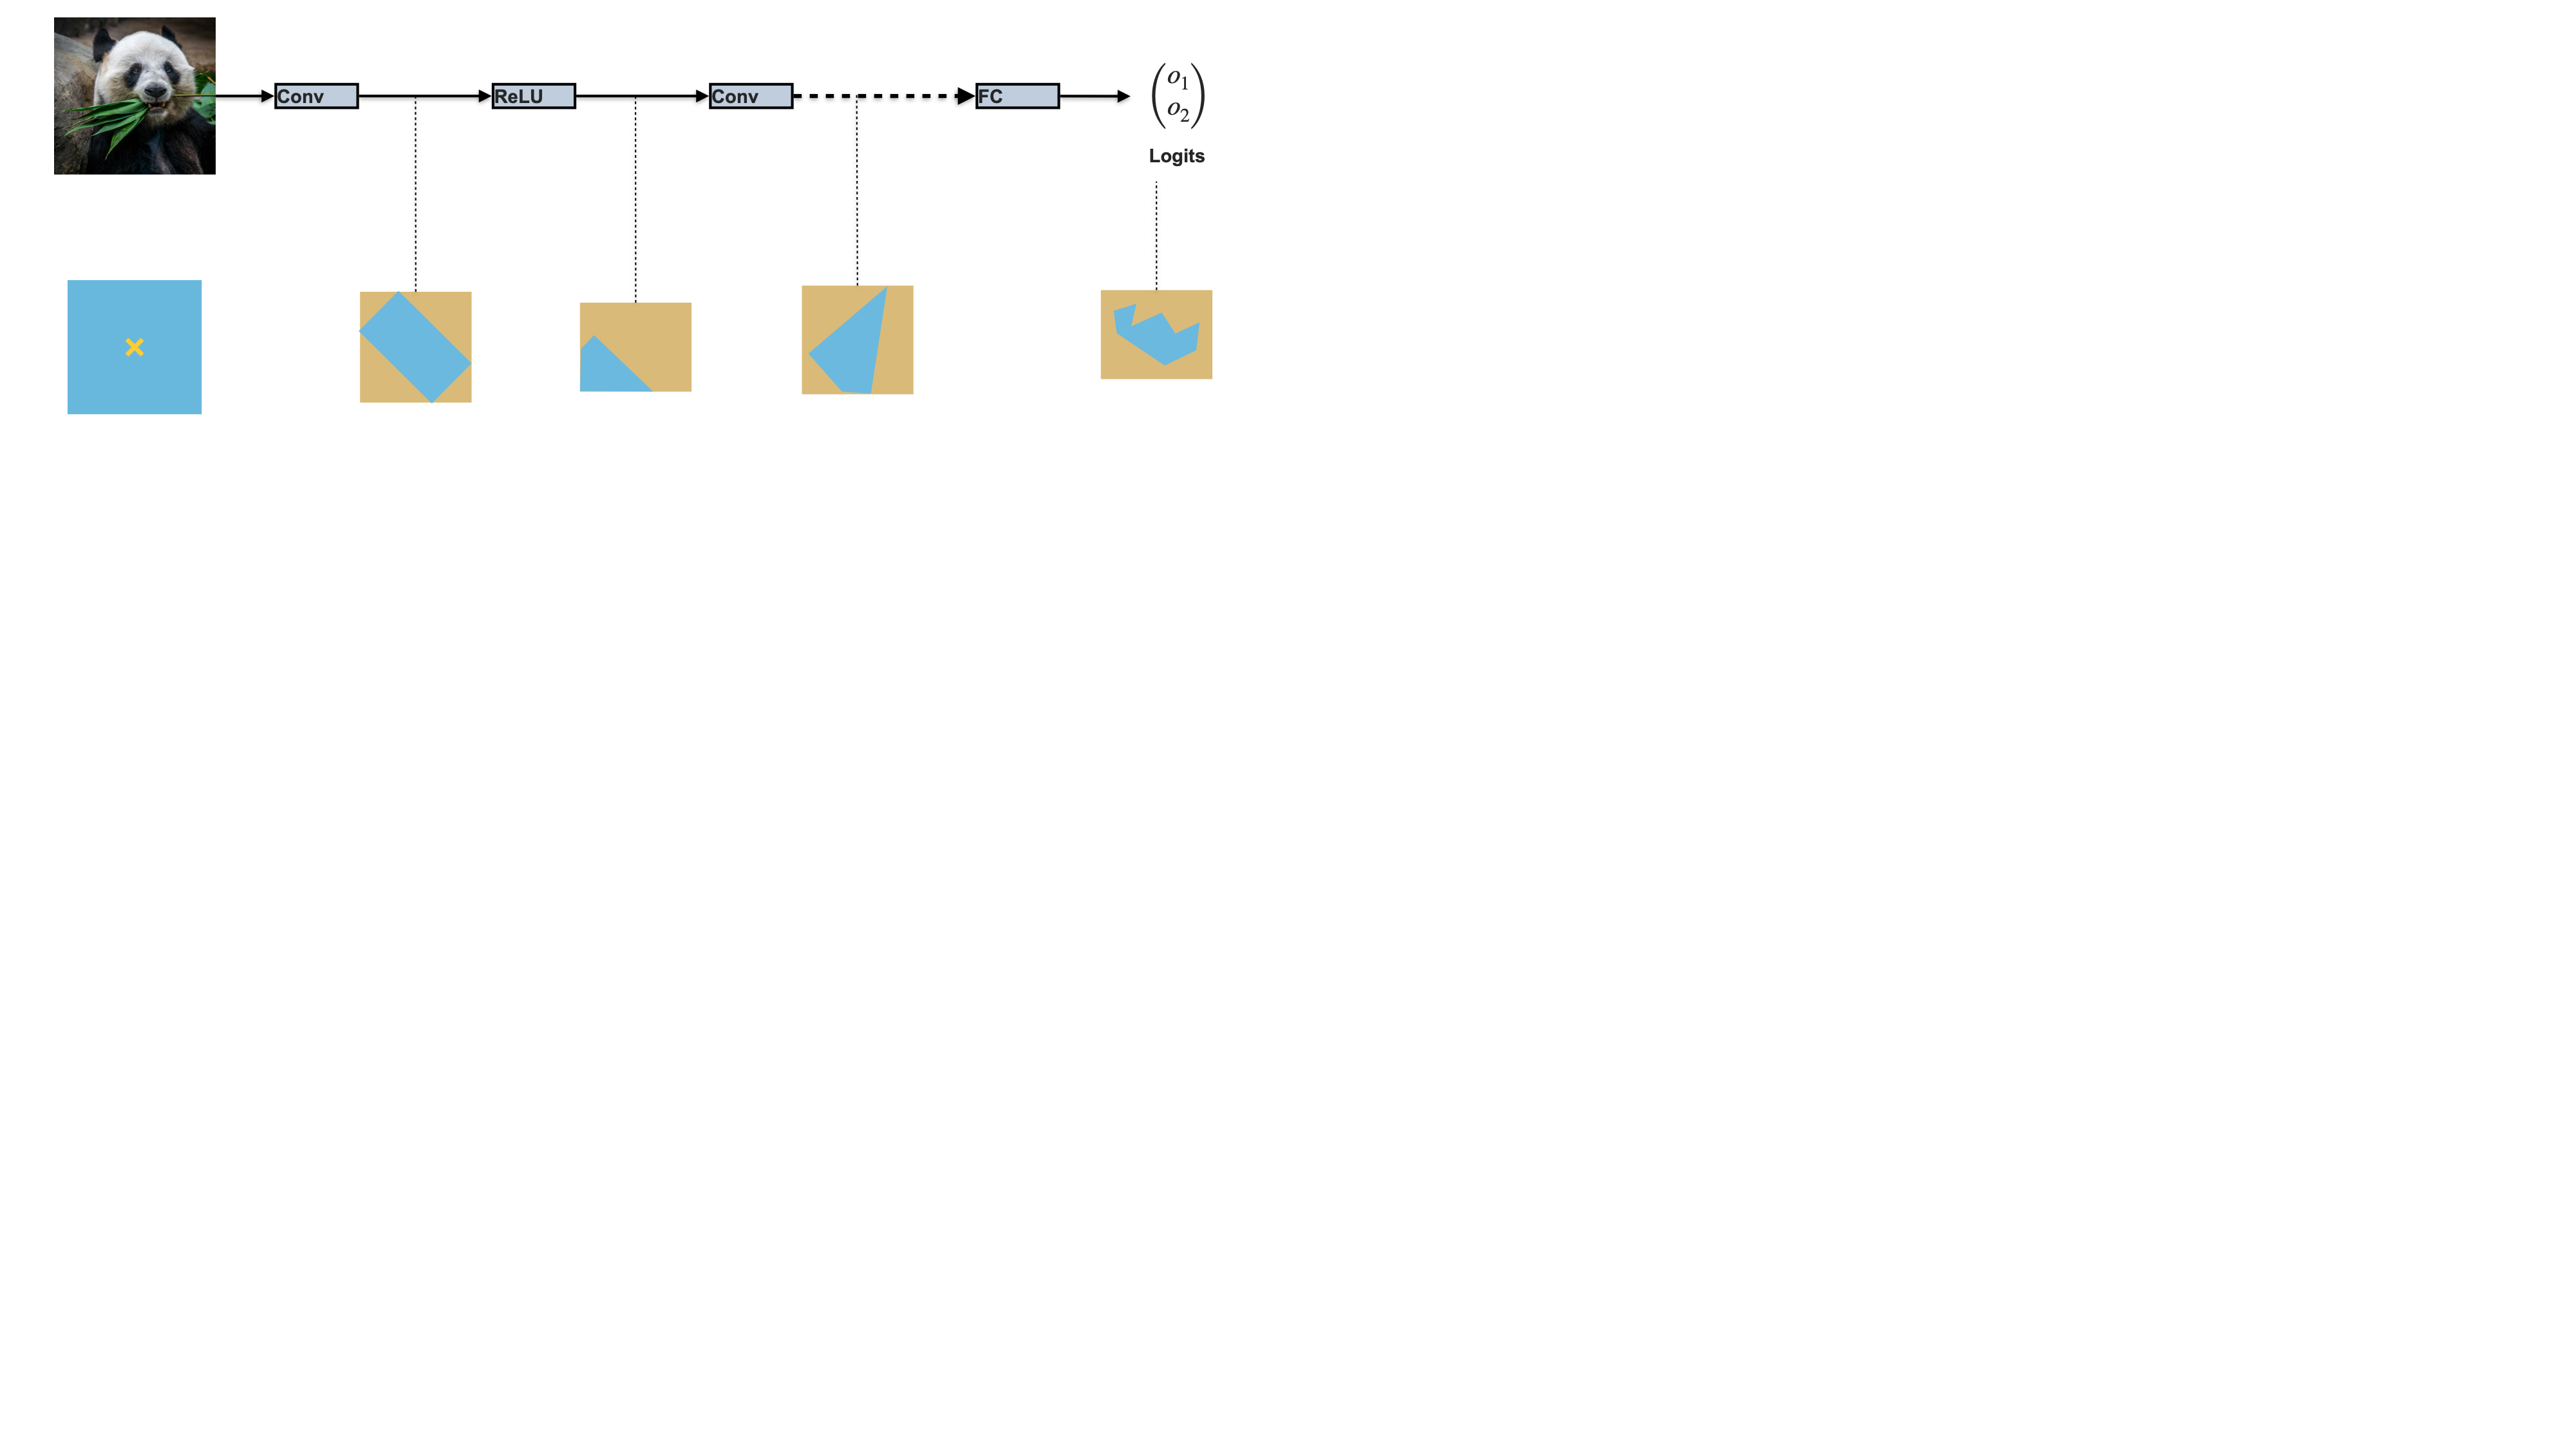 Conv
ReLU
Conv
FC
o1
o2
Logits